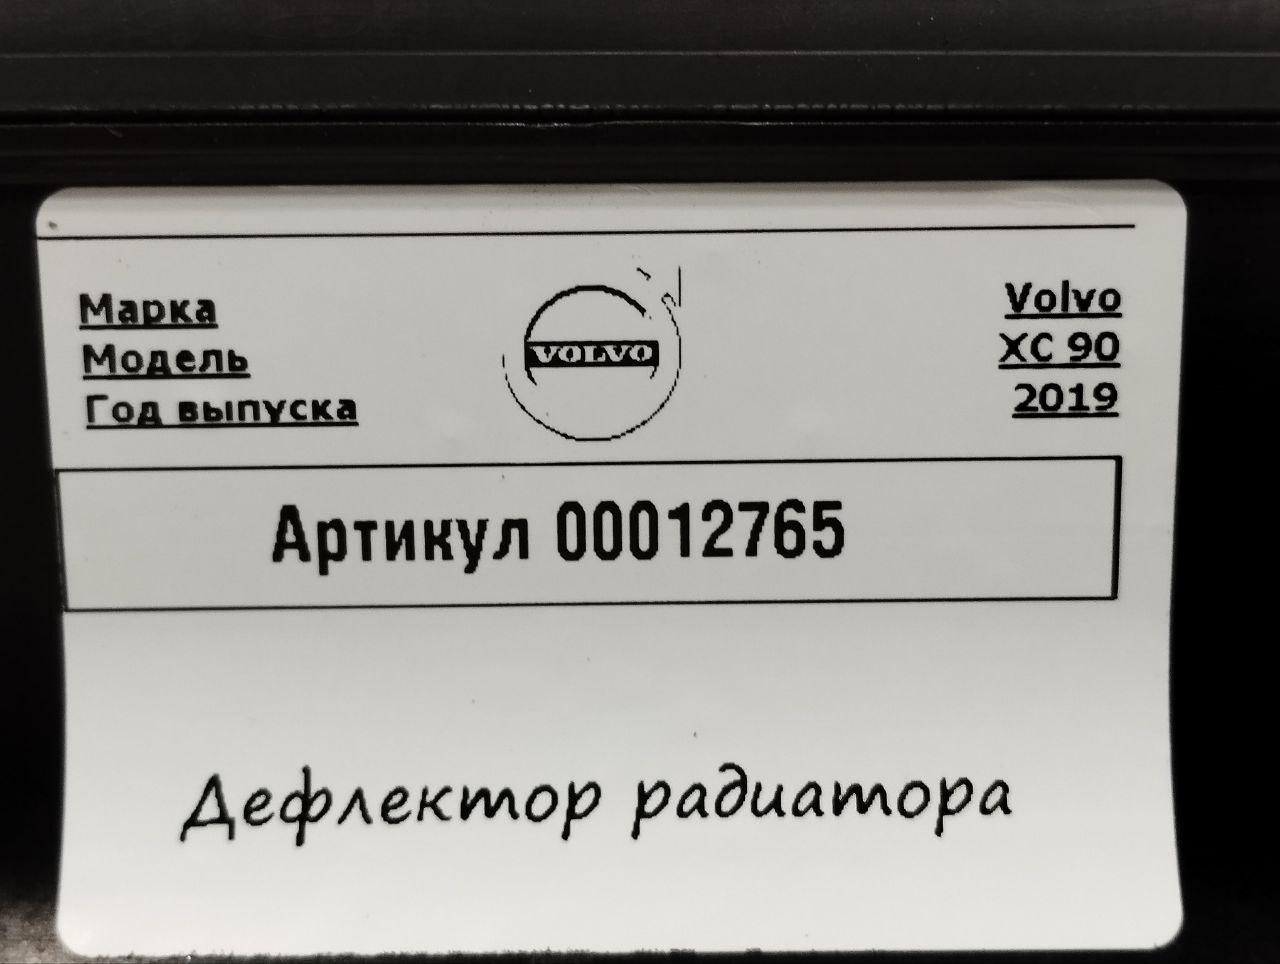 Марка
Volvo
VOLVO
Модель
XC 90
Год выпуска
2019
Артикул 00012765
Дефлектор радиатора